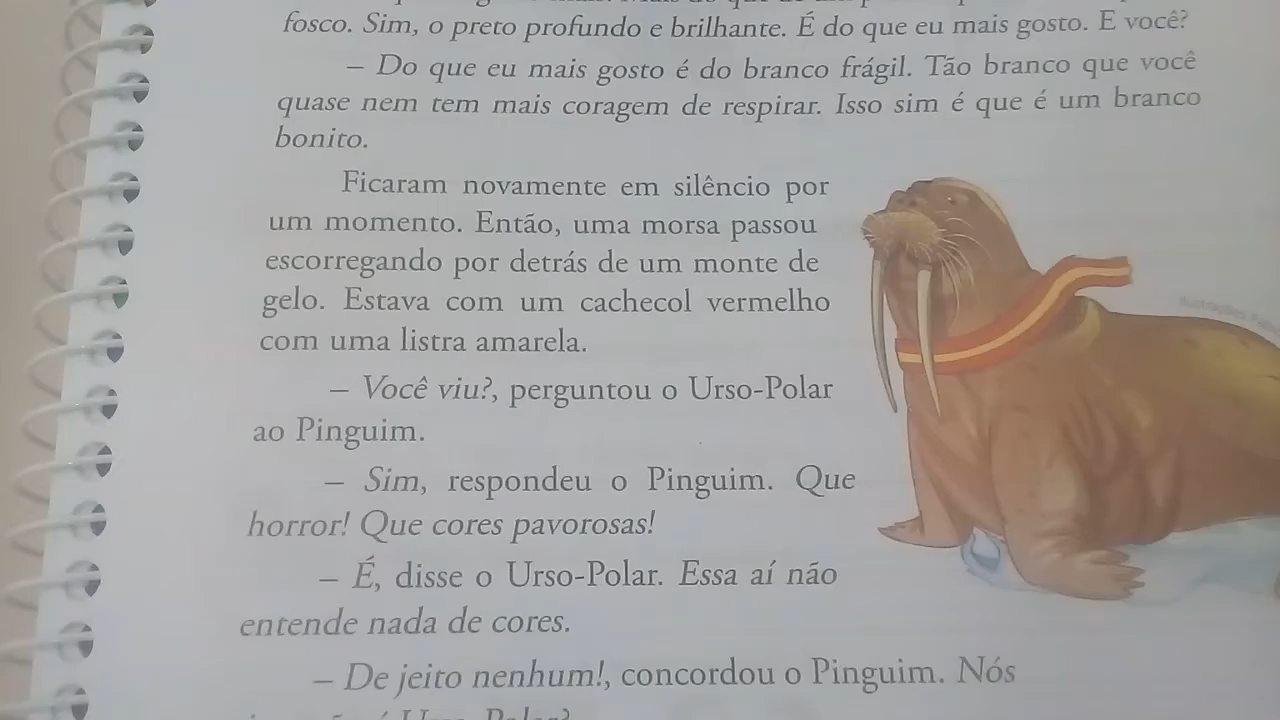 fosco. Sim, o preto profundo e brilhante. É do que eu mais gosto. E você?
– Do que eu mais gosto é do branco frágil. Tão branco que você
quase nem tem mais coragem de respirar. Isso sim é que é um branco
bonito.
Ficaram novamente em silêncio por
um momento. Então, uma morsa passou
escorregando por detrás de um monte de
gelo. Estava com um cachecol vermelho
com uma listra amarela.
– Você viu?, perguntou o Urso-Polar
ao Pinguim.
– Sim, respondeu o Pinguim. Que
horror! Que cores pavorosas!
– É, disse o Urso-Polar. Essa aí não
entende nada de cores.
– De jeito nenhum!, concordou o Pinguim. Nós
Urso-Polar?